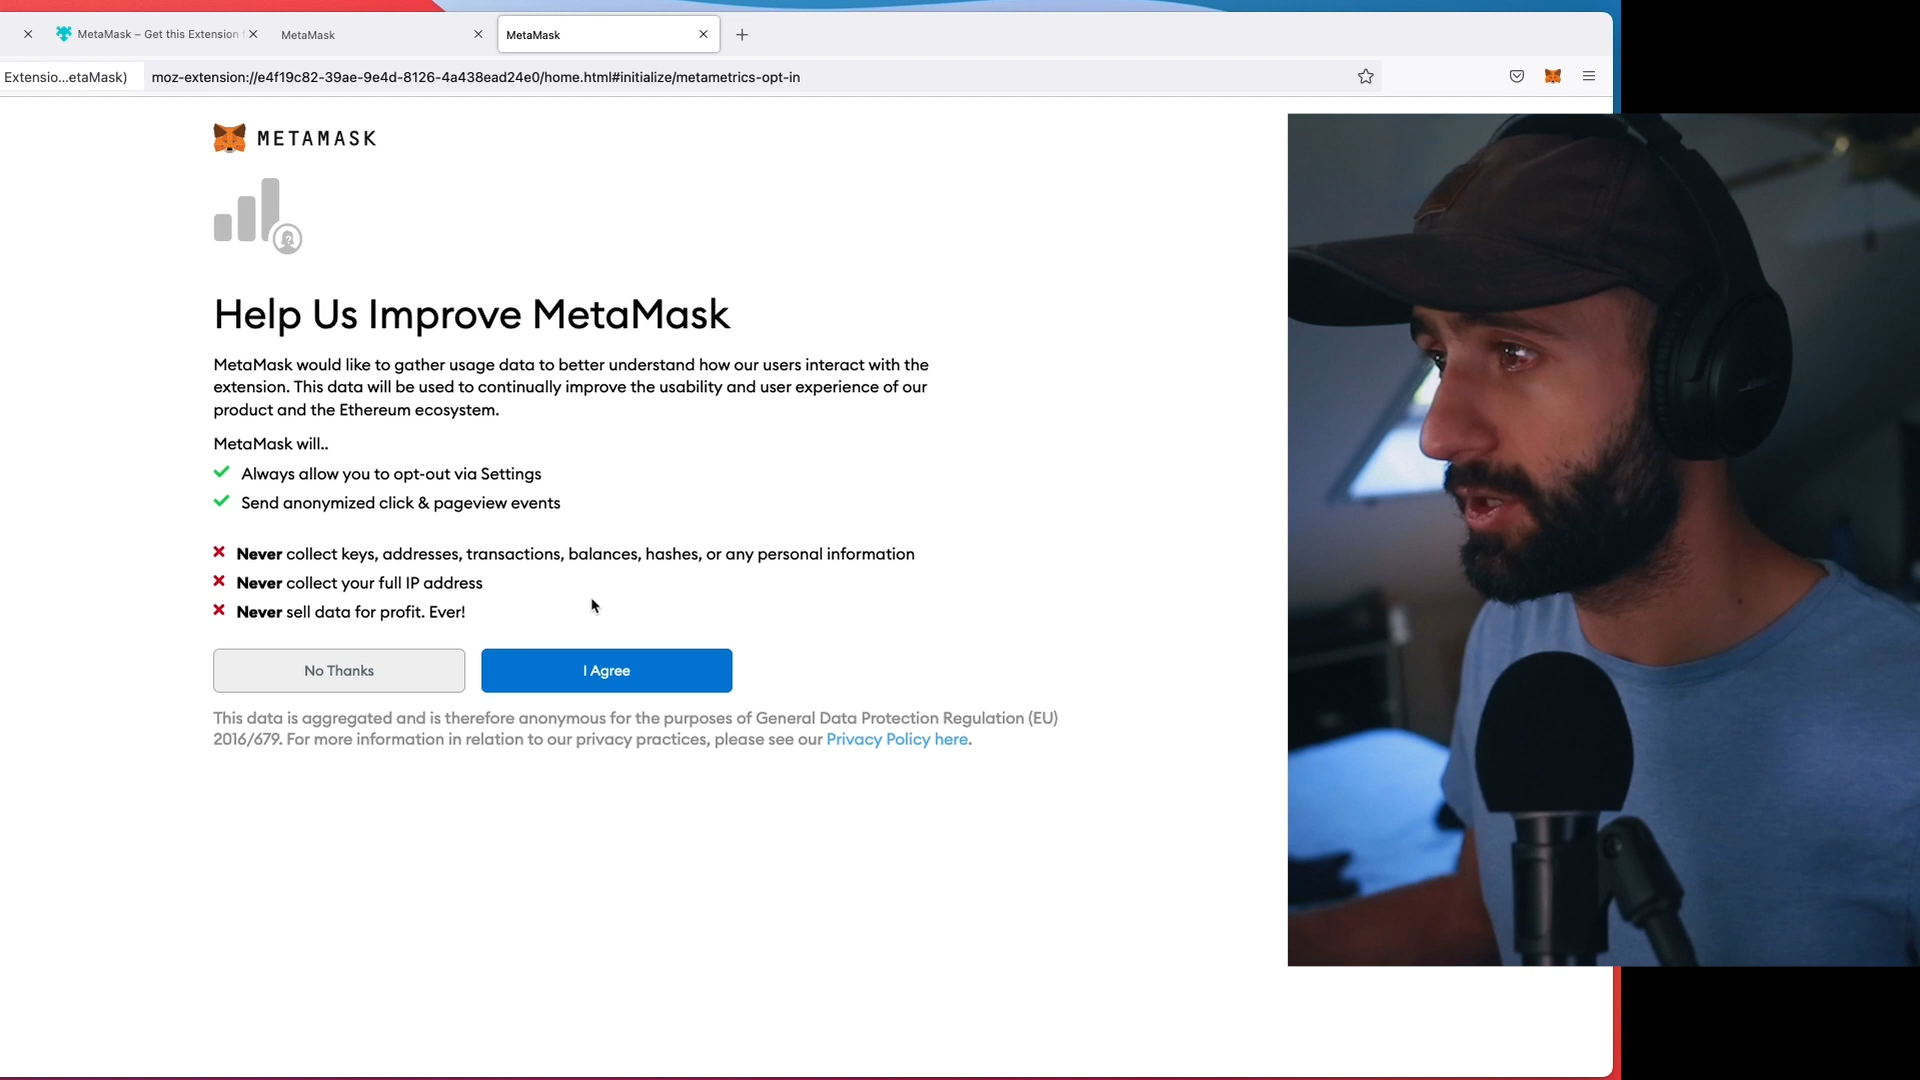 MetaMask – Get this Extension f
MetaMask
MetaMask
Extensio...etaMask)
moz-extension://e4f19c82-39ae-9e4d-8126-4a438ead24e0/home.html#initialize/metametrics-opt-in
METAMASK
Help Us Improve MetaMask
MetaMask would like to gather usage data to better understand how our users interact with the
extension. This data will be used to continually improve the usability and user experience of our
product and the Ethereum ecosystem.
MetaMask will..
Always allow you to opt-out via Settings
Send anonymized click & pageview events
Never collect keys, addresses, transactions, balances, hashes, or any personal information
Never collect your full IP address
Never sell data for profit. Ever!
No Thanks
I Agree
This data is aggregated and is therefore anonymous for the purposes of General Data Protection Regulation (EU)
2016/679. For more information in relation to our privacy practices, please see our Privacy Policy here.